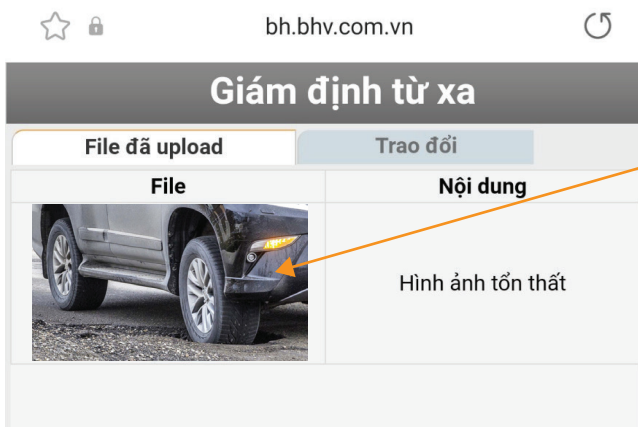 bh.bhv.com.vn
Giám định từ xa
File đã upload Trao đổi
File Nội dung
Hình ảnh tổn thất